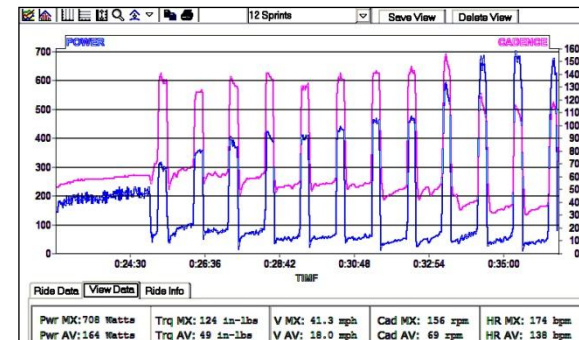 12 Sprints Save View Delete View
POWER CADENCE
700 160
600 150
500 140
400 130
300 120
200 110
100 100
0 90
80
70
60
50
40
30
20
10
0
0:24:30 0:26:36 0:28:42 0:30:48 0:32:54 0:35:00
TIME
Ride Data View Data Ride Info
Pwr MX: 708 Watts Trq MX: 124 in-lbs V MX: 41.3 mph Cad MX: 156 rpm HR MX: 174 bpm
Pwr AV: 164 Watts Trq AV: 49 in-lbs V AV: 18.0 mph Cad AV: 69 rpm HR AV: 138 bpm